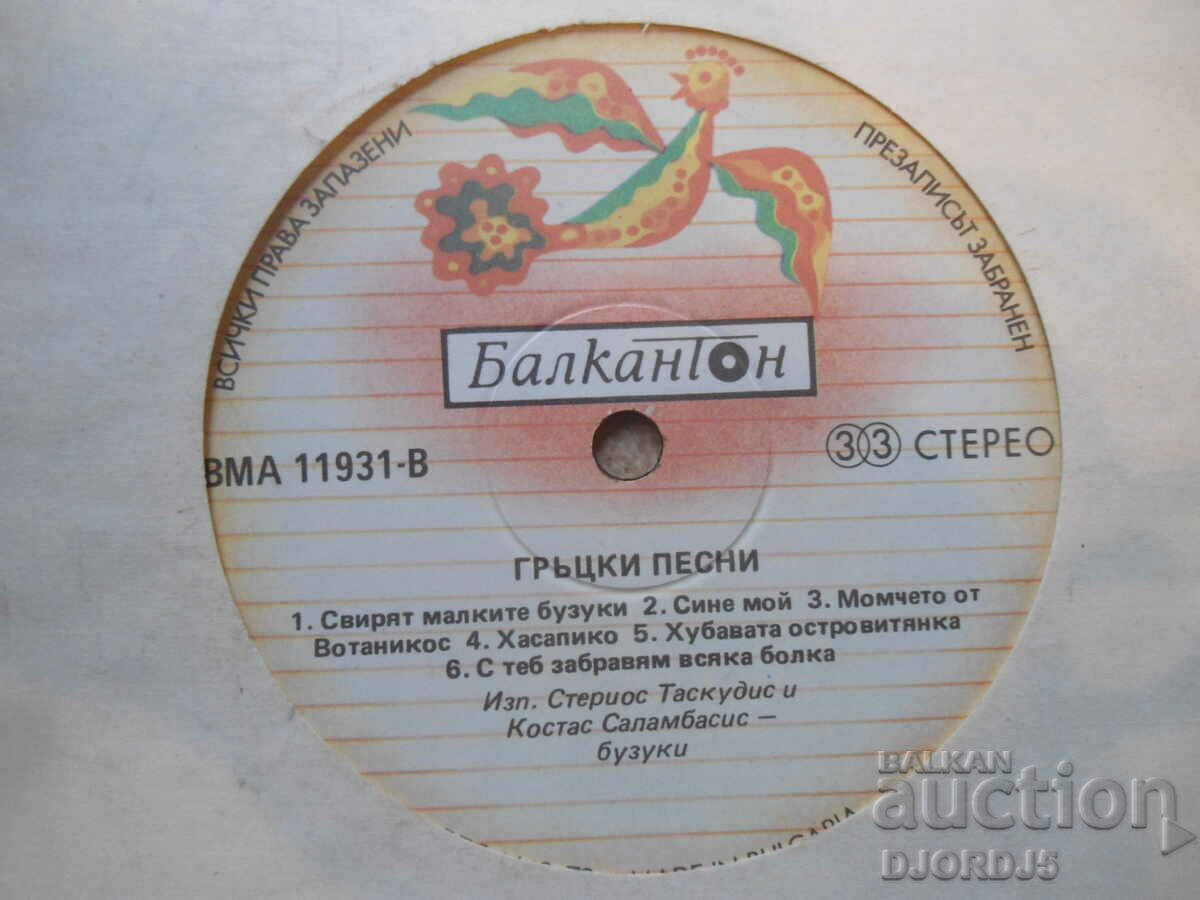 ВСИЧКИ ПРАВА ЗАПАЗЕНИ
ПРЕЗАПИСЪТ ЗАБРАНЕН
Балкантон
ВМА 11931-В
33 СТЕРЕО
ГРЪЦКИ ПЕСНИ
1. Свирят малките бузуки 2. Сине мой 3. Момчето от
Вотаникос 4. Хасапико 5. Хубавата островитянка
6. С теб забравям всяка болка
Изп. Стериос Таскудис и
Костас Саламбасис –
бузуки
IN BULGARIA
BALKAN
auction
DJORDJ5